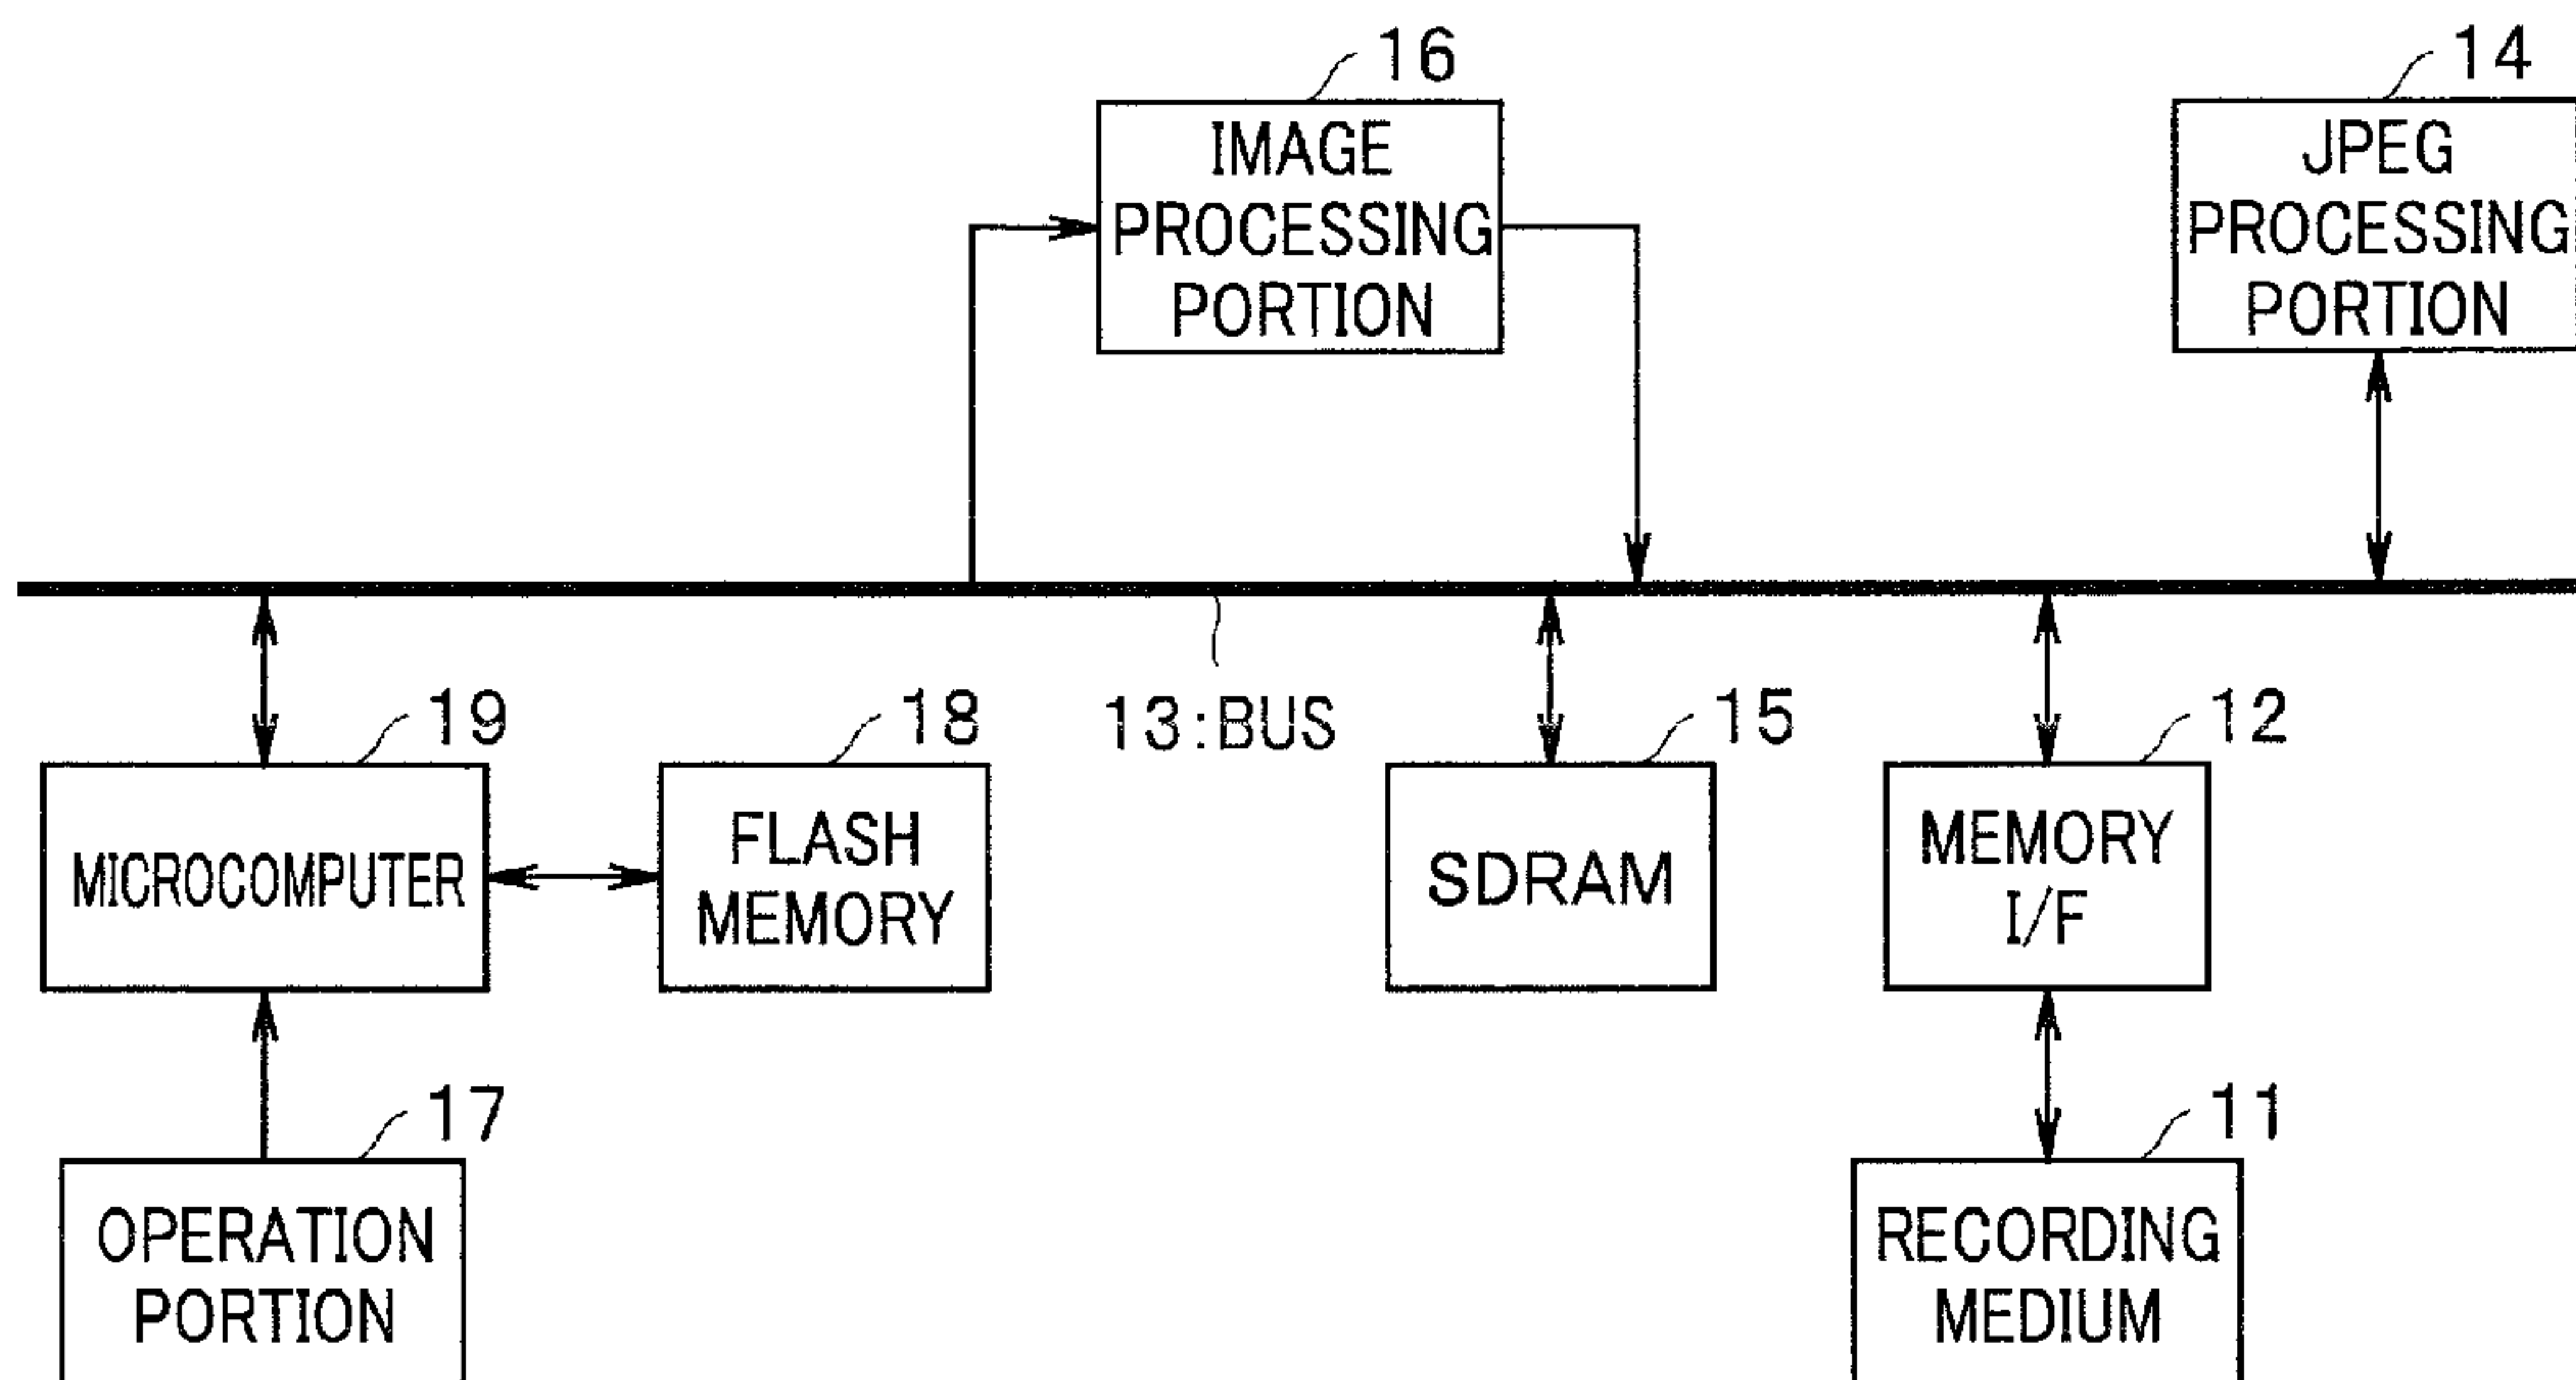 16
IMAGE
PROCESSING
PORTION
14
JPEG
PROCESSING
PORTION
13:BUS
19
MICROCOMPUTER
18
FLASH
MEMORY
15
SDRAM
12
MEMORY
I/F
17
OPERATION
PORTION
11
RECORDING
MEDIUM